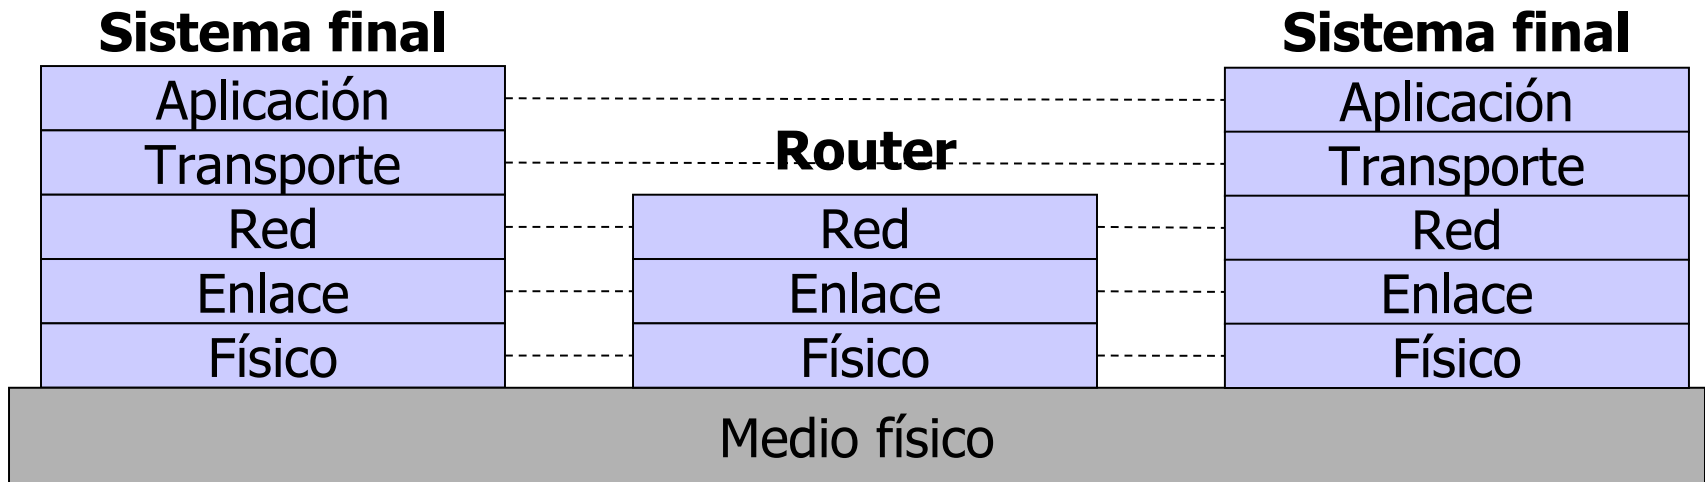 Sistema final
Aplicación
Transporte
Red
Enlace
Físico
Router
Red
Enlace
Físico
Sistema final
Aplicación
Transporte
Red
Enlace
Físico
Medio físico